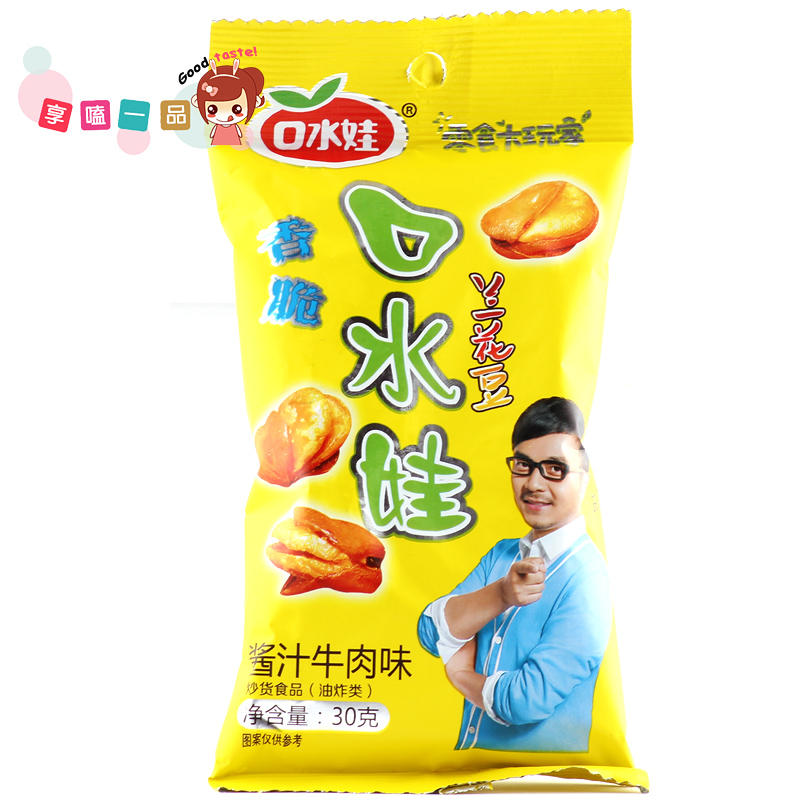 Good taste!
享嗑一品
口水娃®
零食大玩家
香脆
口水娃
兰花豆
酱汁牛肉味
炒货食品（油炸类）
净含量：30克
图案仅供参考